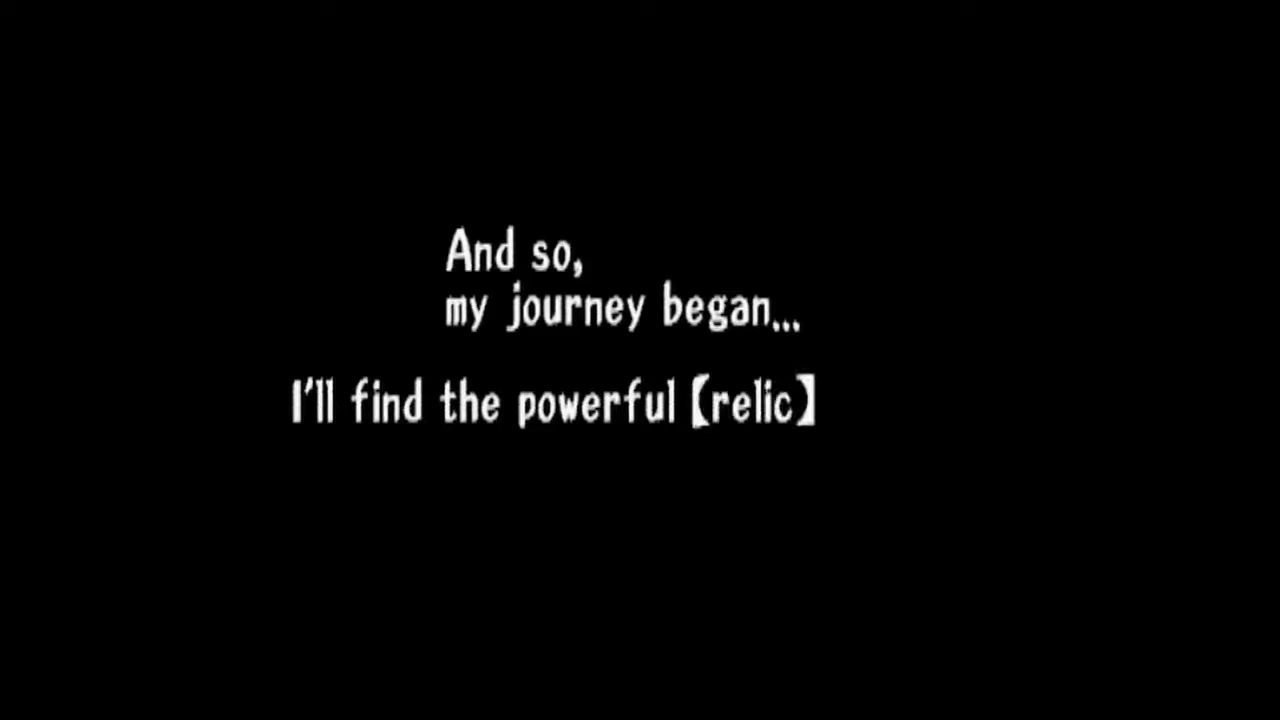 And so,
my journey began...
I'll find the powerful【relic】